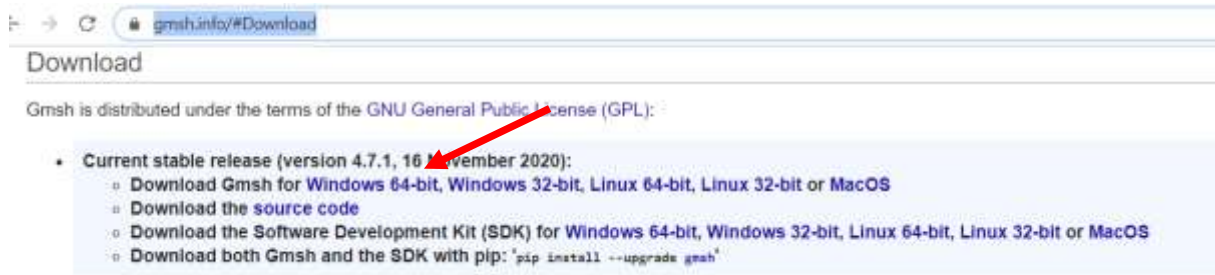 gmsh.info/#Download
Download
Gmsh is distributed under the terms of the GNU General Public License (GPL):
• Current stable release (version 4.7.1, 16 November 2020):
◦ Download Gmsh for Windows 64-bit, Windows 32-bit, Linux 64-bit, Linux 32-bit or MacOS
◦ Download the source code
◦ Download the Software Development Kit (SDK) for Windows 64-bit, Windows 32-bit, Linux 64-bit, Linux 32-bit or MacOS
◦ Download both Gmsh and the SDK with pip: 'pip install --upgrade gmsh'